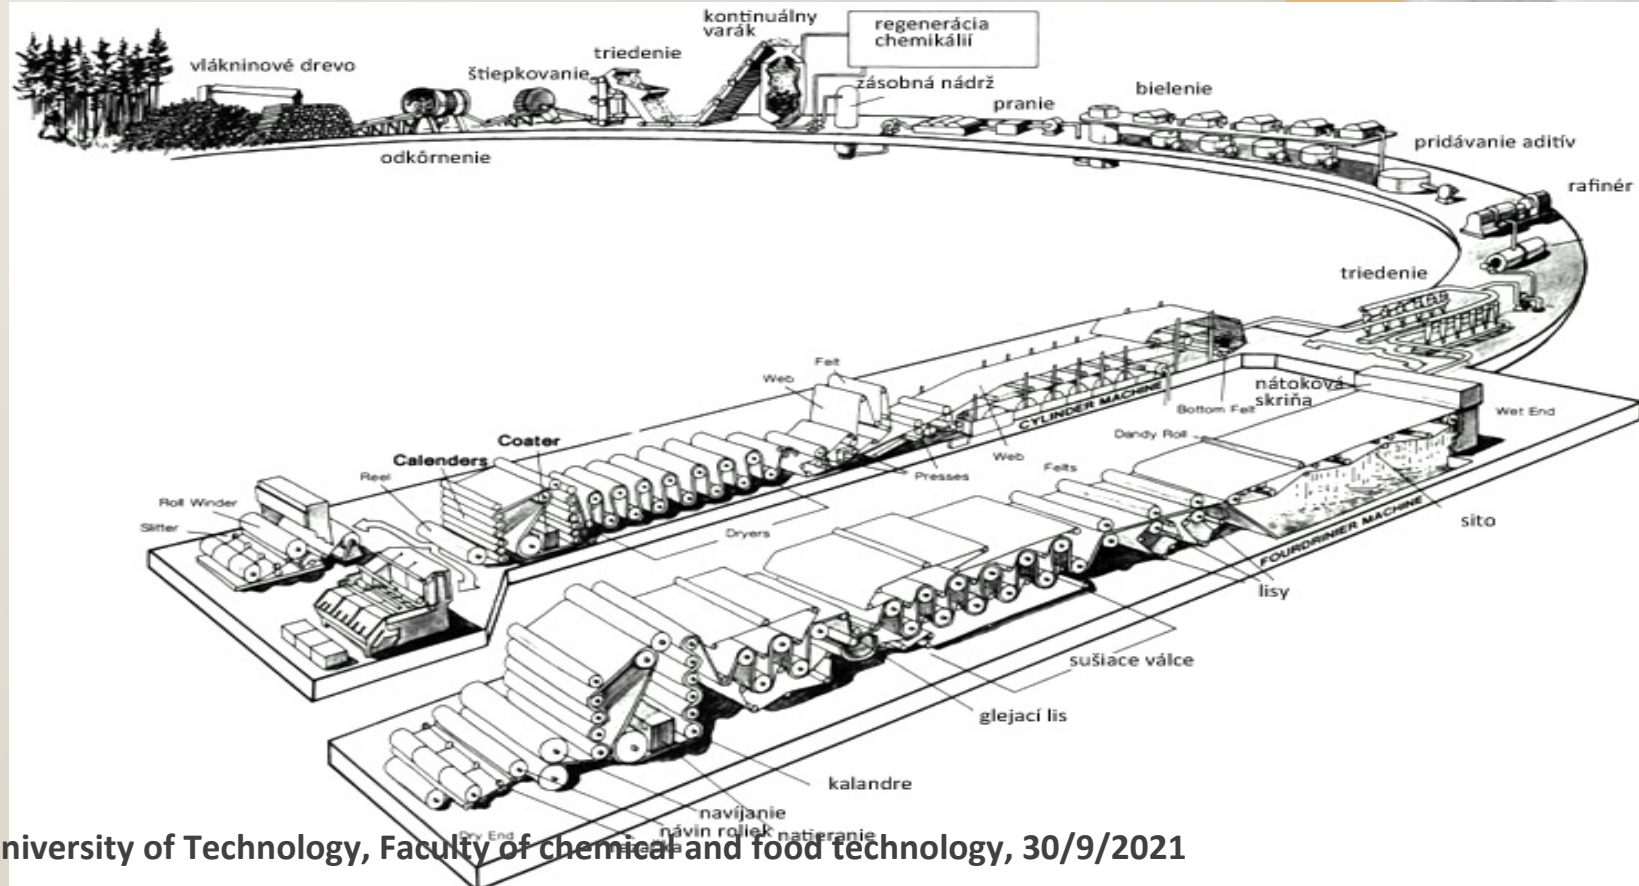 kontinuálny
varák
regenerácia
chemikálií
triedenie
vlákninové drevo
štiepkovanie
zásobná nádrž
bielenie
pranie
pridávanie aditív
odkôrnenie
rafinér
triedenie
Felt
Web
CYLINDER MACHINE
nátoková
skriňa
Bottom Felt
Wet End
Dandy Roll
Coater
Calenders
Web
Felts
Presses
Reel
Roll Winder
Slitter
Dryers
sito
FOURDRINIER MACHINE
lisy
sušiace válce
glejací lis
kalandre
navíjanie
návin roliek
natieranie
Dry End
niversity of Technology, Faculty of chemical and food technology, 30/9/2021